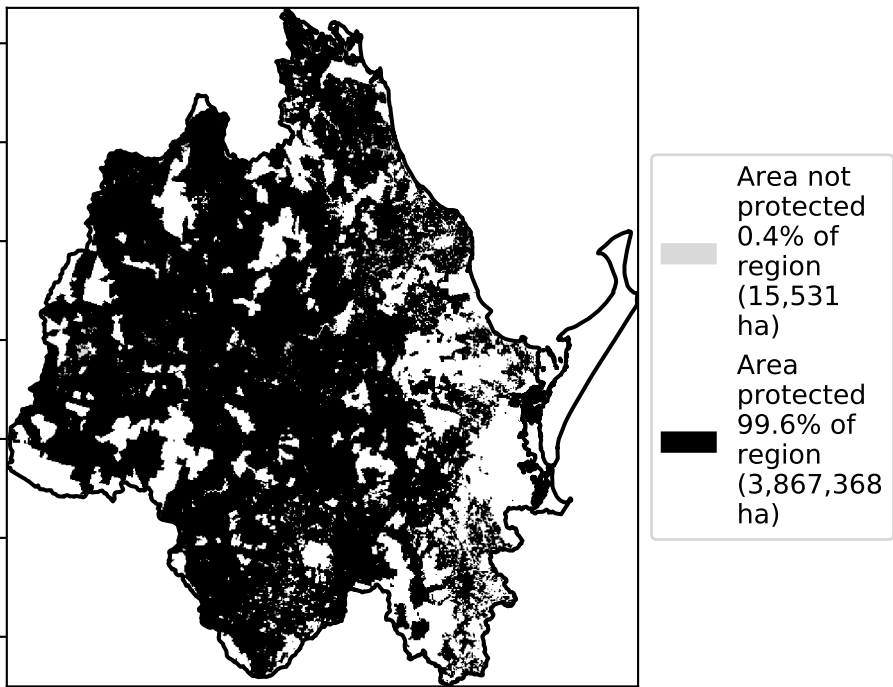 Area not
protected
0.4% of
region
(15,531
ha)
Area
protected
99.6% of
region
(3,867,368
ha)